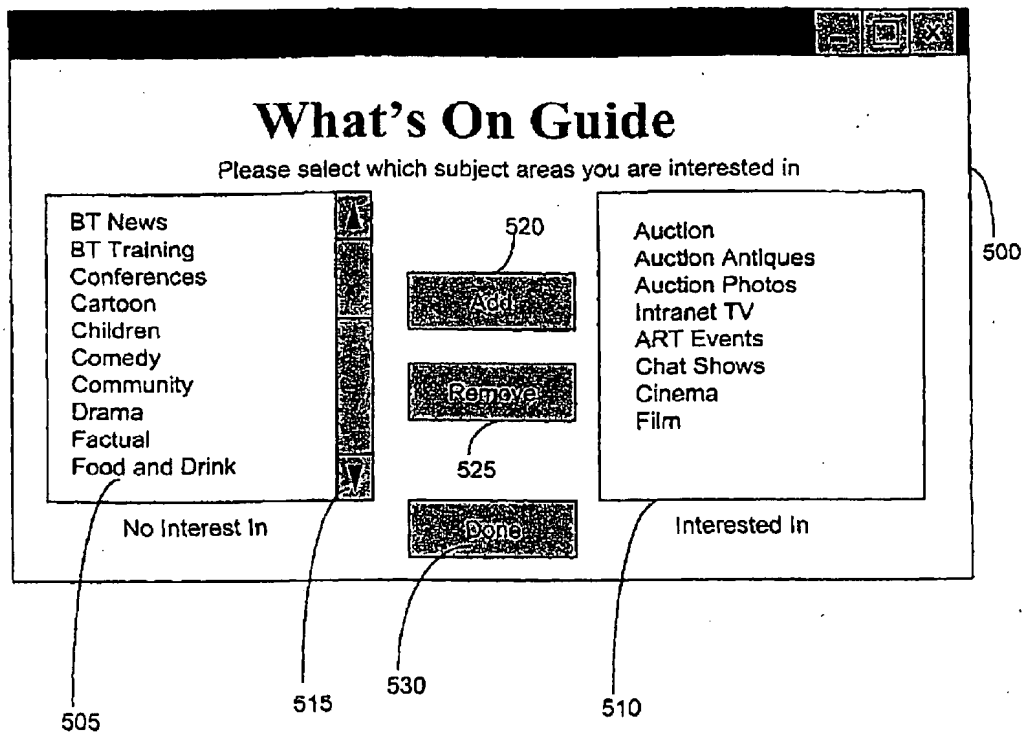 What's On Guide
Please select which subject areas you are interested in
BT News
BT Training
Conferences
Cartoon
Children
Comedy
Community
Drama
Factual
Food and Drink
No Interest In
520
Add
Remove
525
Done
Auction
Auction Antiques
Auction Photos
Intranet TV
ART Events
Chat Shows
Cinema
Film
Interested In
500
505
515
530
510